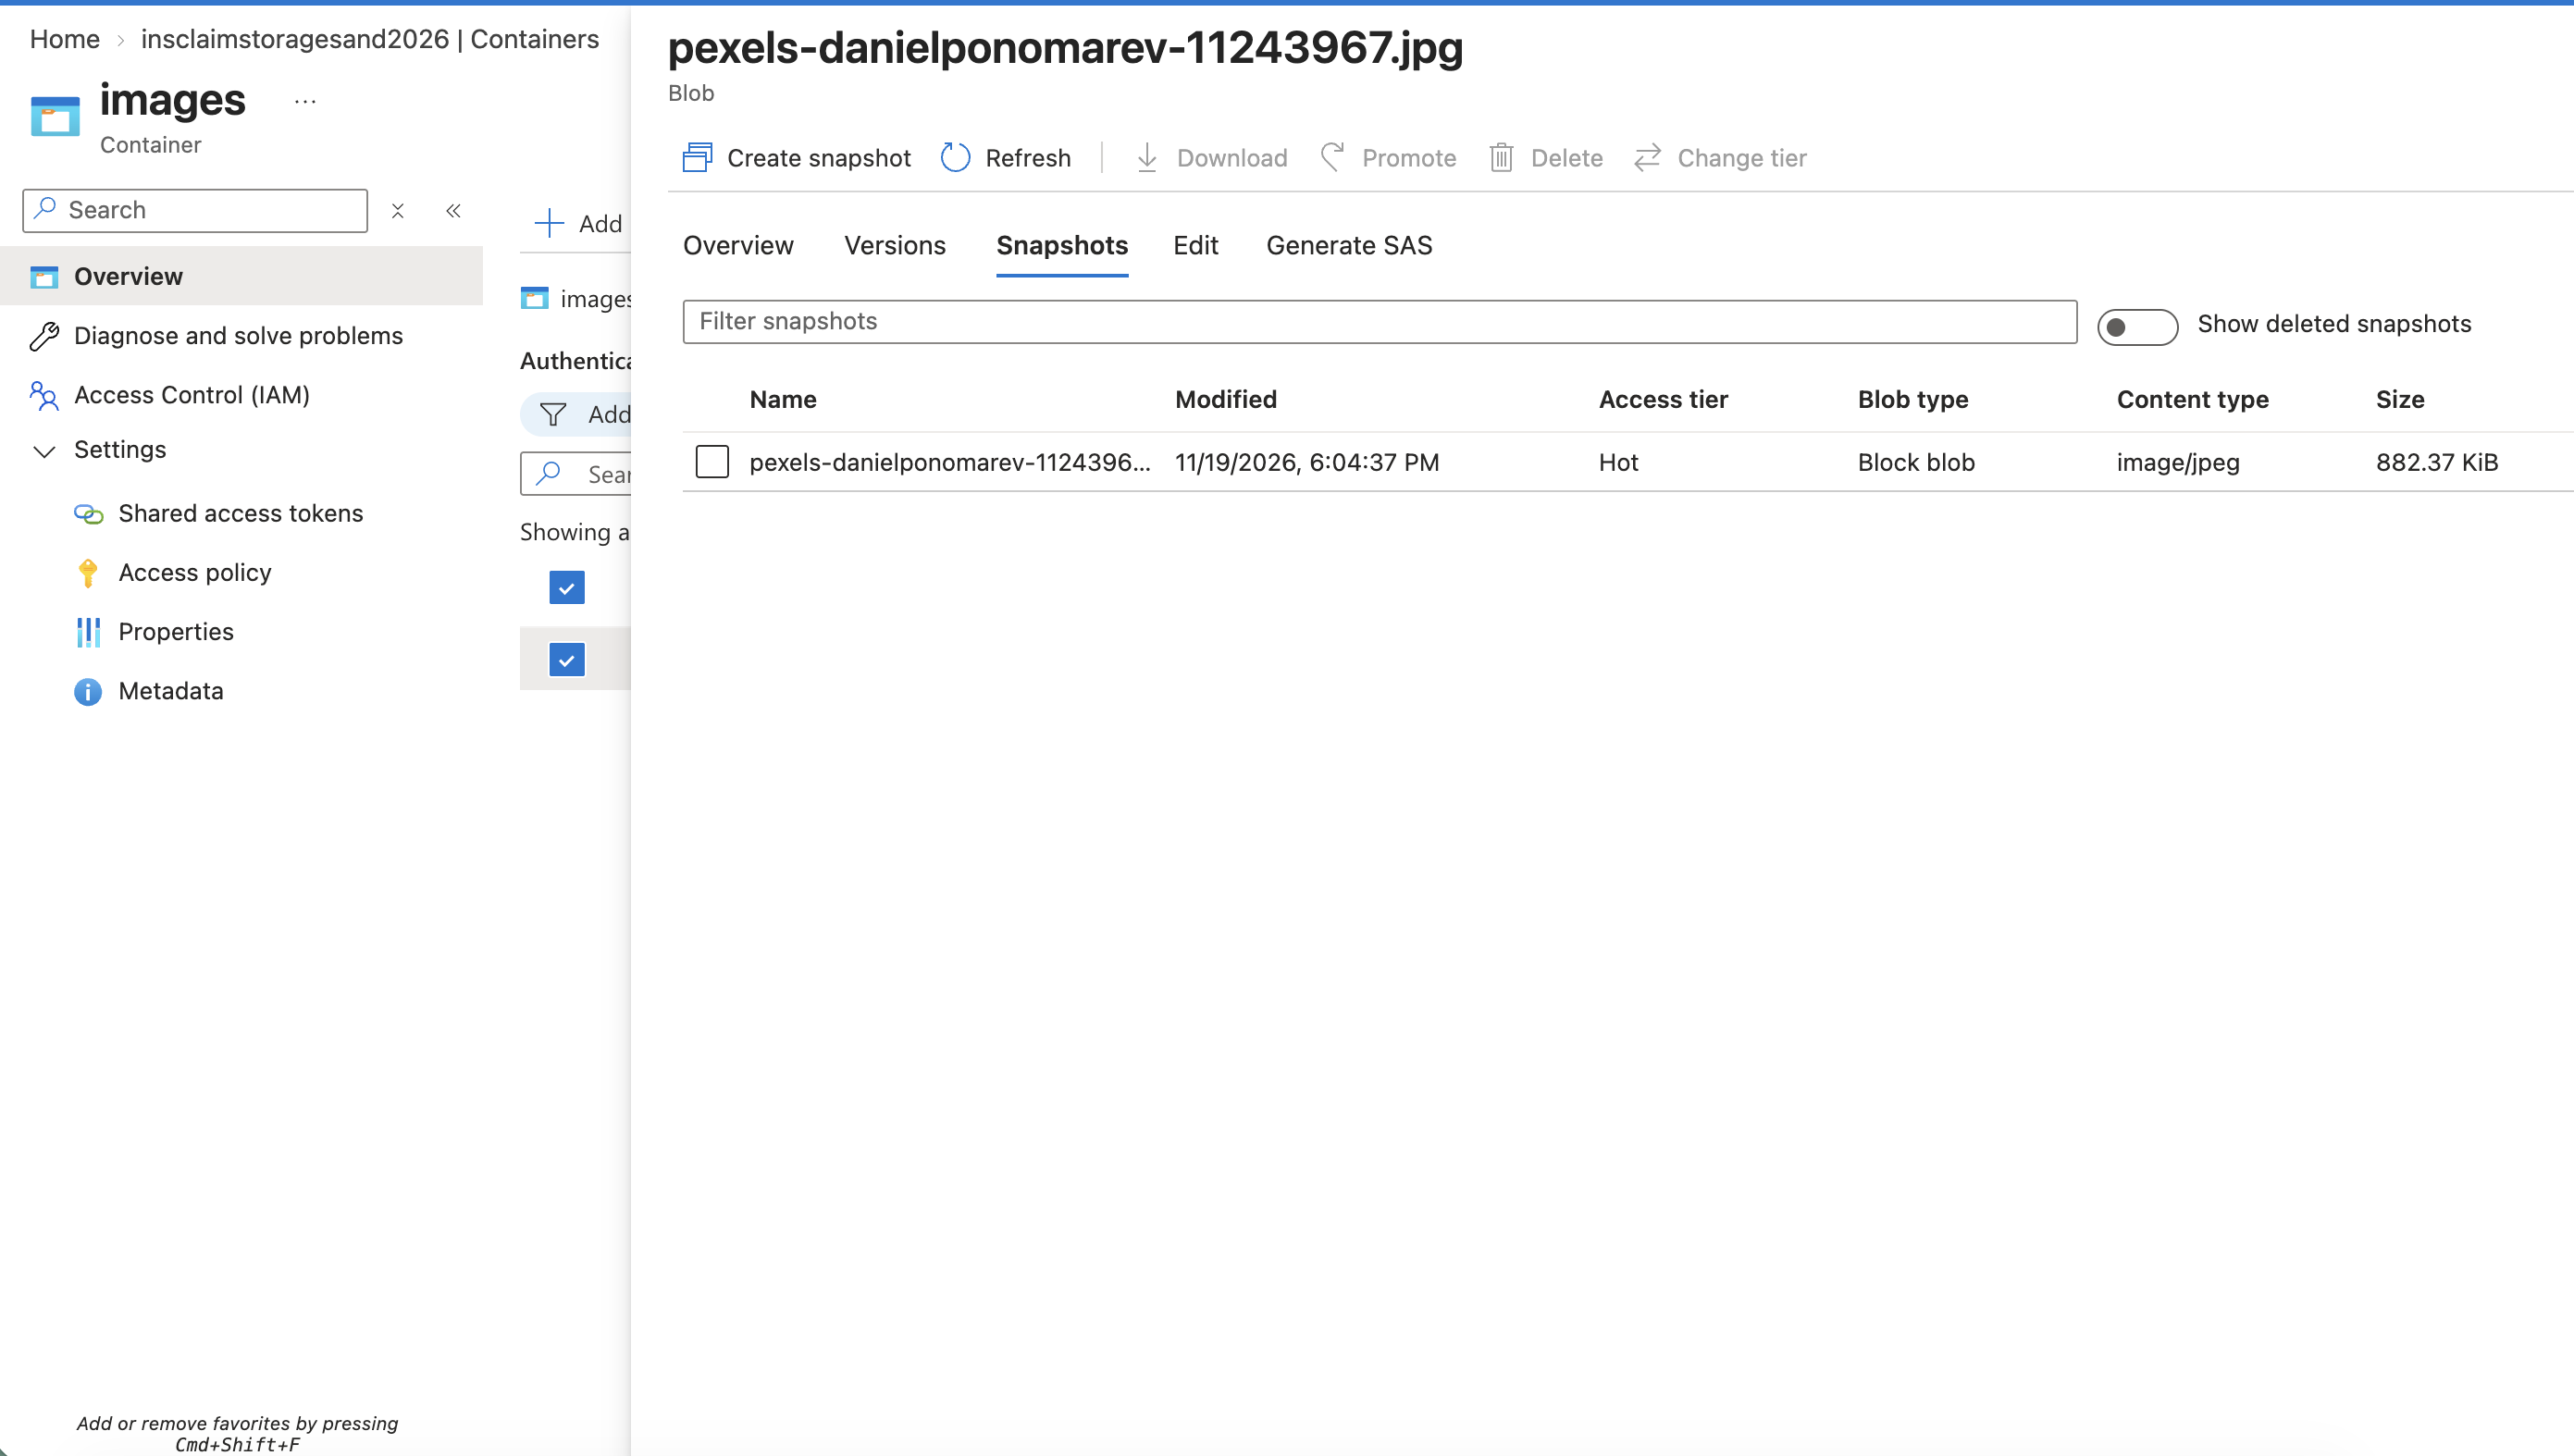 Home > insclaimstoragesand2026 | Containers
images ...
Container
Search
Overview
Diagnose and solve problems
Access Control (IAM)
Settings
Shared access tokens
Access policy
Properties
Metadata
Add or remove favorites by pressing
Cmd+Shift+F
Add
images
Authentica
Add
Sear
Showing a
pexels-danielponomarev-11243967.jpg
Blob
Create snapshot Refresh Download Promote Delete Change tier
Overview Versions Snapshots Edit Generate SAS
Filter snapshots Show deleted snapshots
Name Modified Access tier Blob type Content type Size
pexels-danielponomarev-1124396... 11/19/2026, 6:04:37 PM Hot Block blob image/jpeg 882.37 KiB